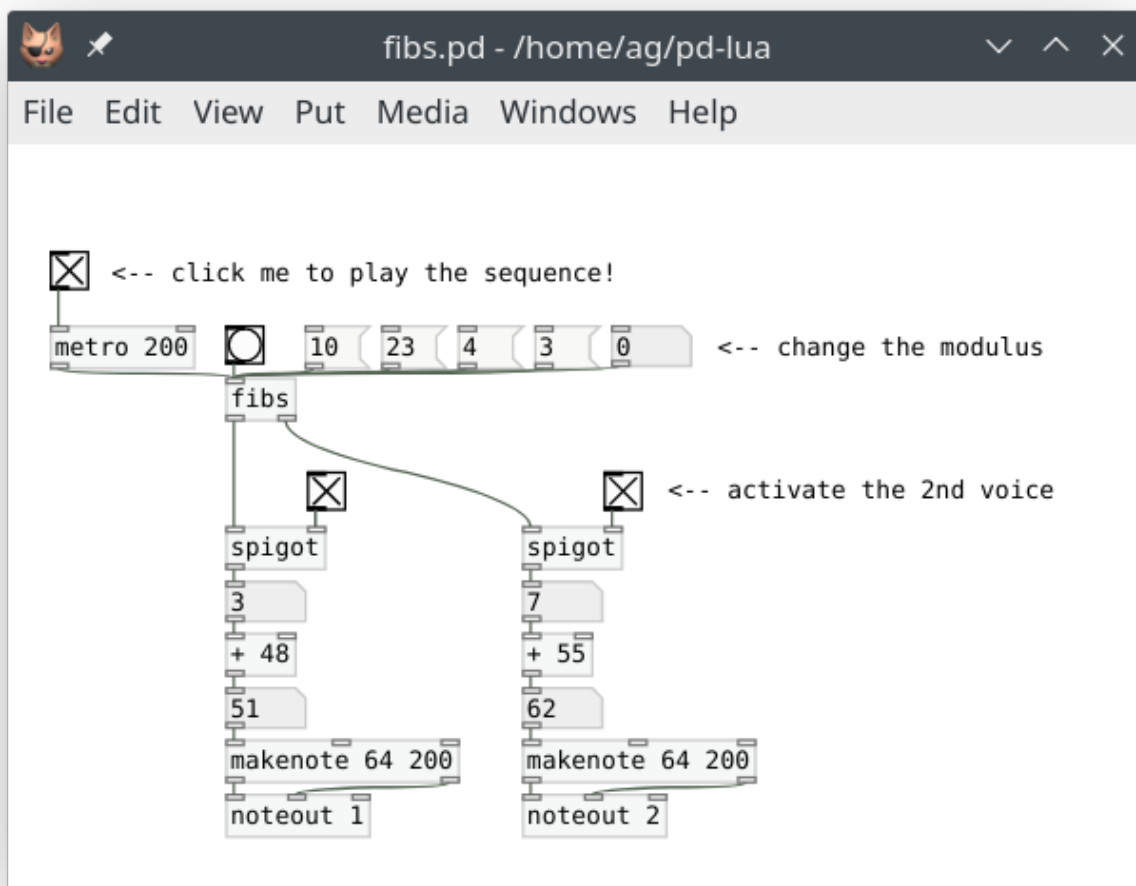 fibs.pd - /home/ag/pd-lua
File Edit View Put Media Windows Help
<-- click me to play the sequence!
metro 200 10 23 4 3 0 <-- change the modulus
fibs
<-- activate the 2nd voice
spigot spigot
3 7
+ 48 + 55
51 62
makenote 64 200 makenote 64 200
noteout 1 noteout 2